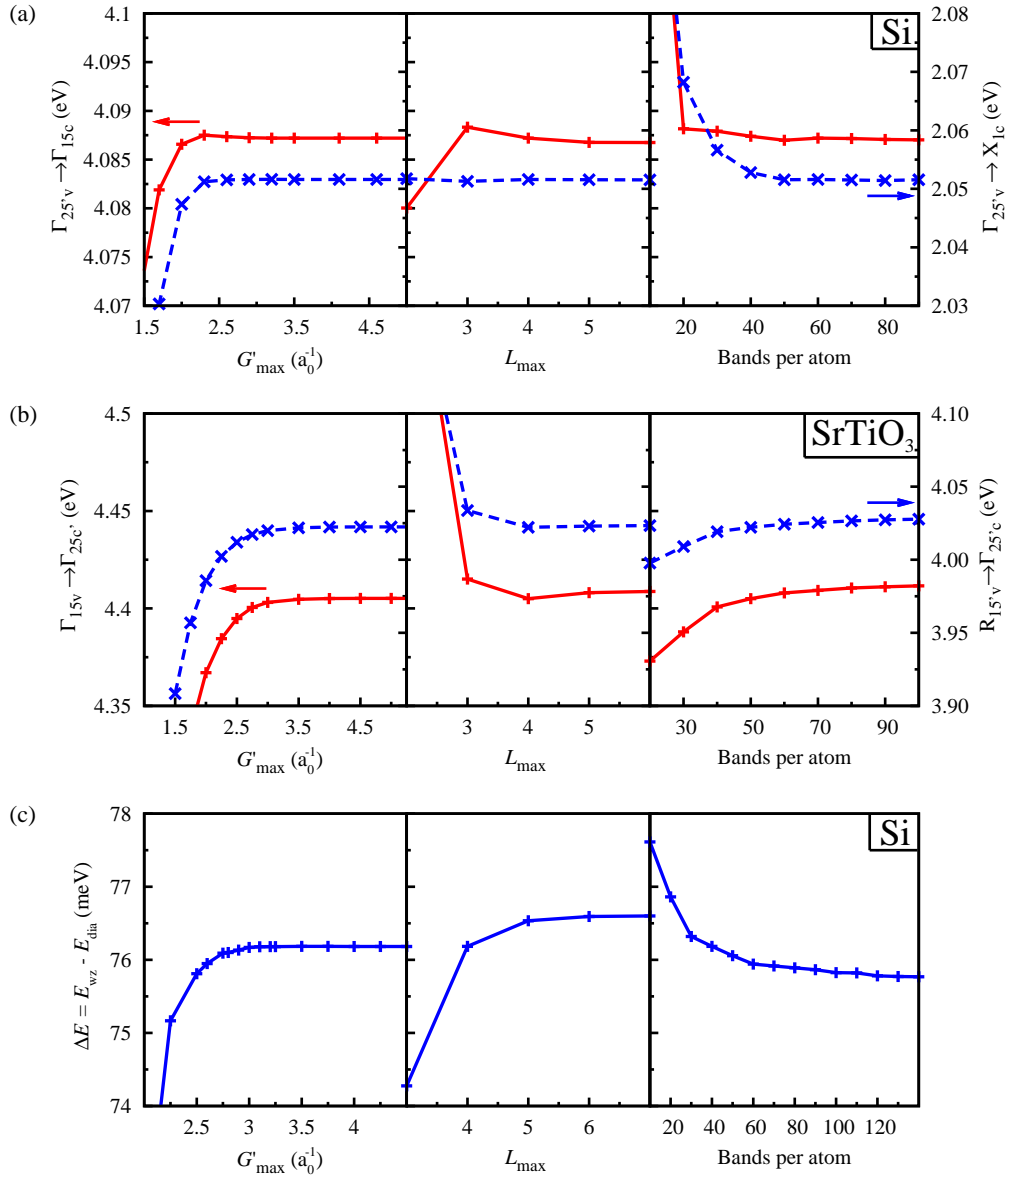 (a)
Γ25'v→Γ15c (eV)
4.1
4.095
4.09
4.085
4.08
4.075
4.07
1.5 2.5 3.5 4.5
G'max (a0-1)
3 4 5
Lmax
20 40 60 80
Bands per atom
Si
2.08
2.07
2.06
2.05
2.04
2.03
Γ25'v→X1c (eV)
(b)
Γ15v→Γ25c' (eV)
4.5
4.45
4.4
4.35
1.5 2.5 3.5 4.5
G'max (a0-1)
3 4 5
Lmax
30 50 70 90
Bands per atom
SrTiO3
4.10
4.05
4.00
3.95
3.90
R15'v→Γ25'c (eV)
(c)
ΔE = Ewz - Edia (meV)
78
77
76
75
74
2.5 3 3.5 4
G'max (a0-1)
4 5 6
Lmax
20 40 60 80 100 120
Bands per atom
Si